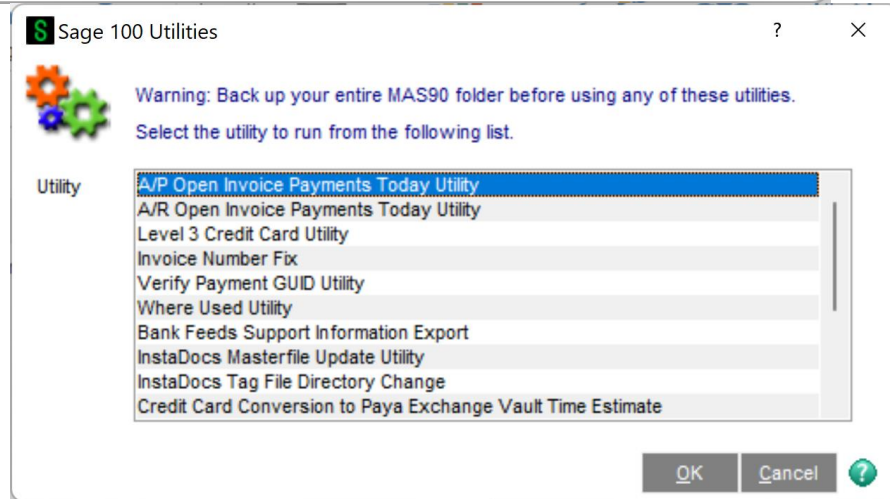 S Sage 100 Utilities ?
Warning: Back up your entire MAS90 folder before using any of these utilities.
Select the utility to run from the following list.
Utility
A/P Open Invoice Payments Today Utility
A/R Open Invoice Payments Today Utility
Level 3 Credit Card Utility
Invoice Number Fix
Verify Payment GUID Utility
Where Used Utility
Bank Feeds Support Information Export
InstaDocs Masterfile Update Utility
InstaDocs Tag File Directory Change
Credit Card Conversion to Paya Exchange Vault Time Estimate
OK Cancel ?